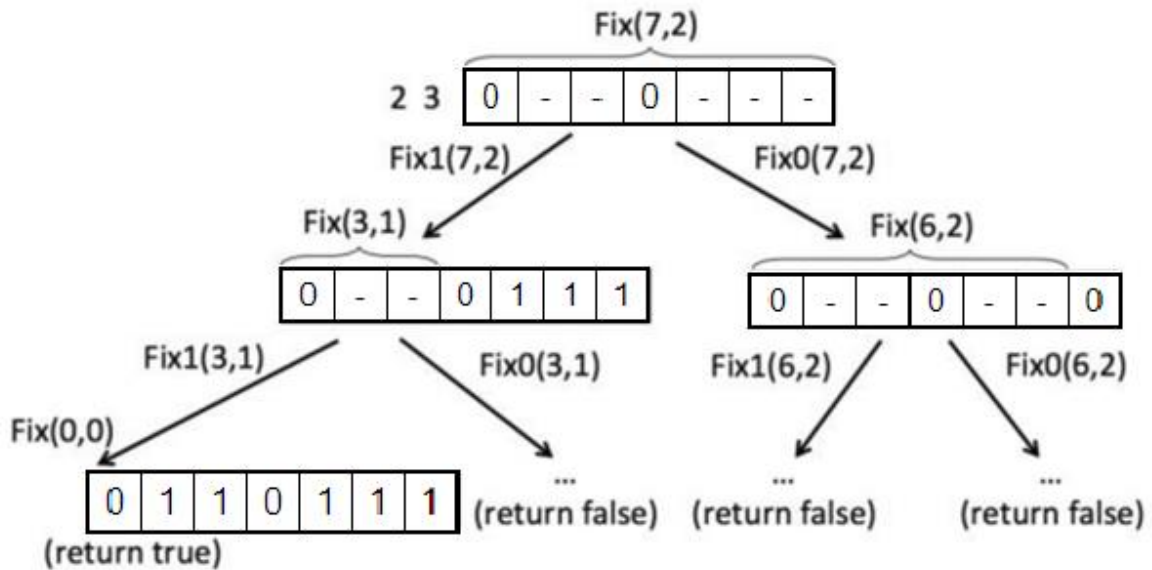 Fix(7,2)
2 3 0 - - 0 - - -
Fix1(7,2) Fix0(7,2)
Fix(3,1) Fix(6,2)
0 - - 0 1 1 1 0 - - 0 - - 0
Fix1(3,1) Fix0(3,1) Fix1(6,2) Fix0(6,2)
Fix(0,0)
0 1 1 0 1 1 1 ... ... ...
(return false) (return false) (return false)
(return true)